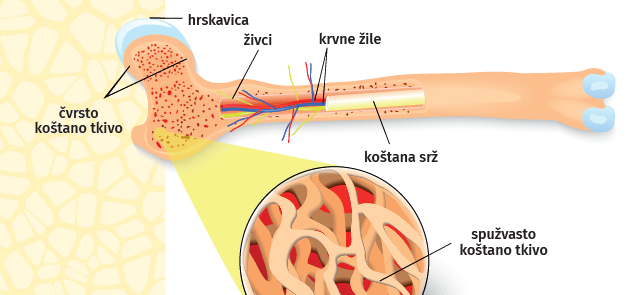 hrskavica
živci
krvne žile
čvrsto
koštano tkivo
koštana srž
spužvasto
koštano tkivo